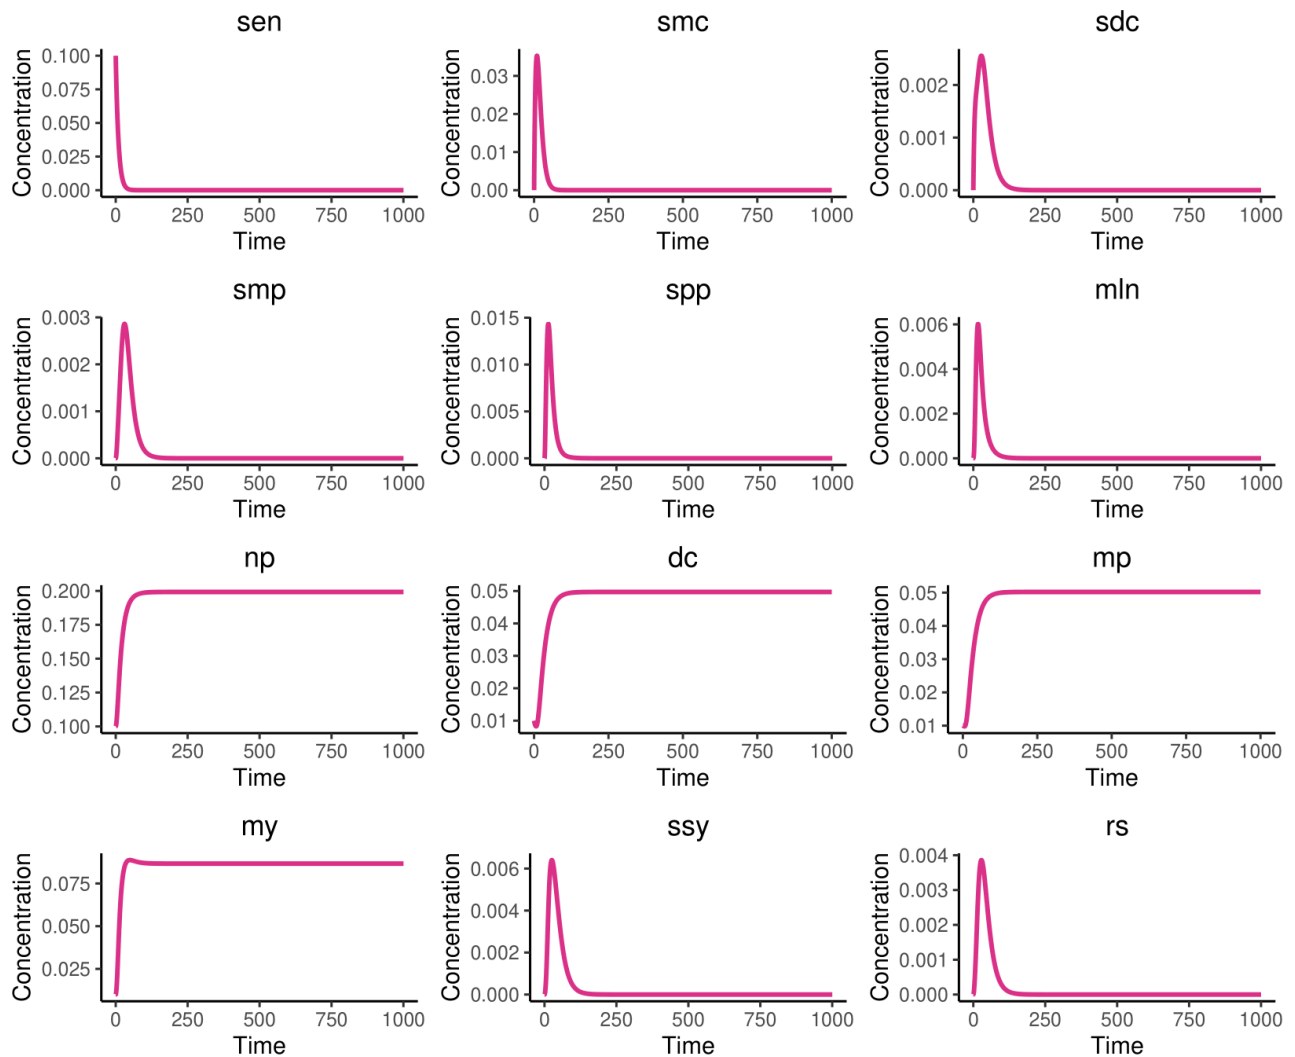 sen smc sdc
Concentration 0.100 0.075 0.050 0.025 0.000 Concentration 0.03 0.02 0.01 0.00 Concentration 0.002 0.001 0.000
0 250 500 750 1000 0 250 500 750 1000 0 250 500 750 1000
Time Time Time
smp spp mln
Concentration 0.003 0.002 0.001 0.000 Concentration 0.015 0.010 0.005 0.000 Concentration 0.006 0.004 0.002 0.000
0 250 500 750 1000 0 250 500 750 1000 0 250 500 750 1000
Time Time Time
np dc mp
Concentration 0.200 0.175 0.150 0.125 0.100 Concentration 0.05 0.04 0.03 0.02 0.01 Concentration 0.05 0.04 0.03 0.02 0.01
0 250 500 750 1000 0 250 500 750 1000 0 250 500 750 1000
Time Time Time
my ssy rs
Concentration 0.075 0.050 0.025 Concentration 0.006 0.004 0.002 0.000 Concentration 0.004 0.003 0.002 0.001 0.000
0 250 500 750 1000 0 250 500 750 1000 0 250 500 750 1000
Time Time Time